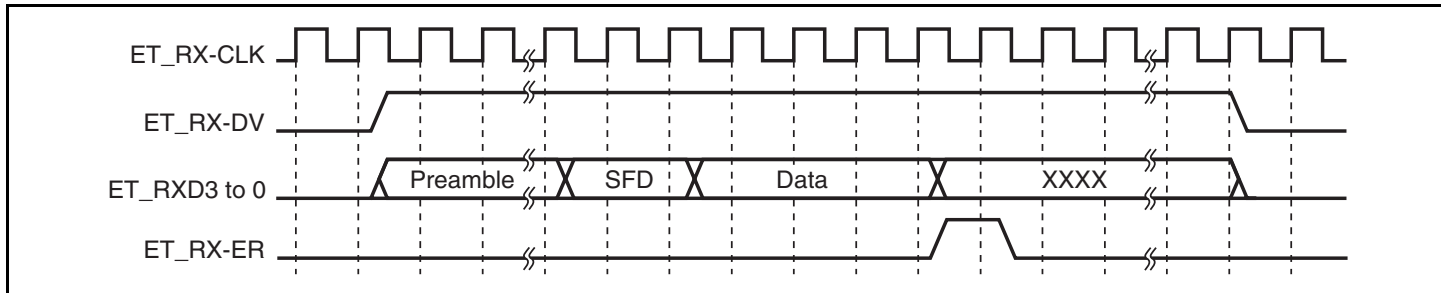 ET_RX-CLK
ET_RX-DV
ET_RXD3 to 0 Preamble SFD Data XXXX
ET_RX-ER